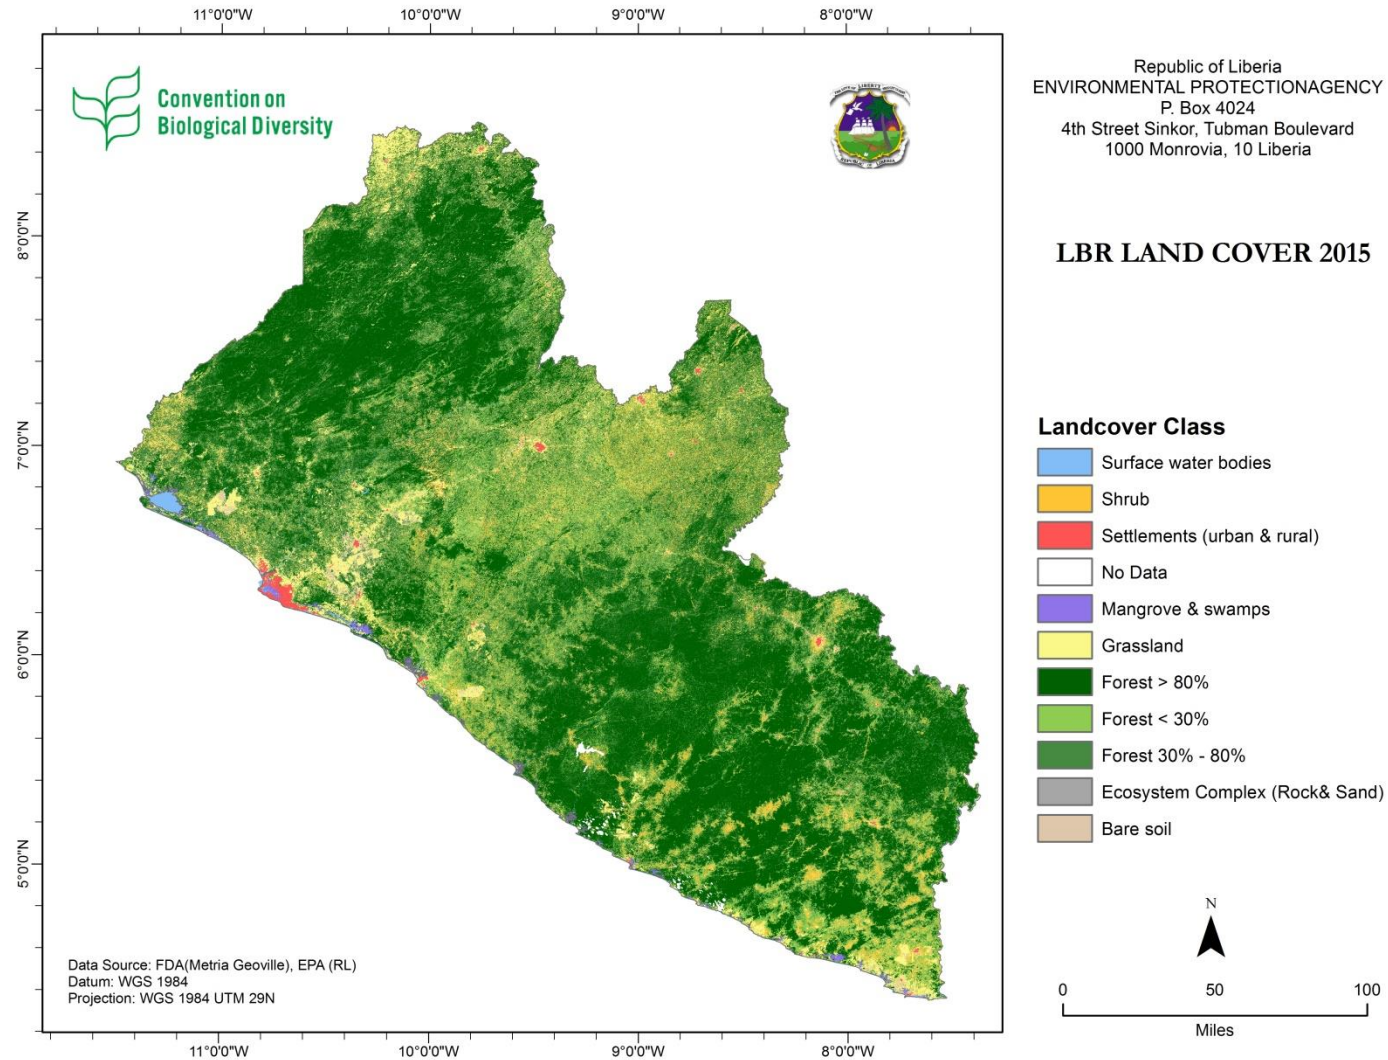 11°0'0"W 10°0'0"W 9°0'0"W 8°0'0"W
Convention on
Biological Diversity
Republic of Liberia
ENVIRONMENTAL PROTECTIONAGENCY
P. Box 4024
4th Street Sinkor, Tubman Boulevard
1000 Monrovia, 10 Liberia
LBR LAND COVER 2015
8°0'0"N
7°0'0"N
6°0'0"N
5°0'0"N
Landcover Class
Surface water bodies
Shrub
Settlements (urban & rural)
No Data
Mangrove & swamps
Grassland
Forest > 80%
Forest < 30%
Forest 30% - 80%
Ecosystem Complex (Rock& Sand)
Bare soil
N
0 50 100
Miles
Data Source: FDA(Metria Geoville), EPA (RL)
Datum: WGS 1984
Projection: WGS 1984 UTM 29N
11°0'0"W 10°0'0"W 9°0'0"W 8°0'0"W